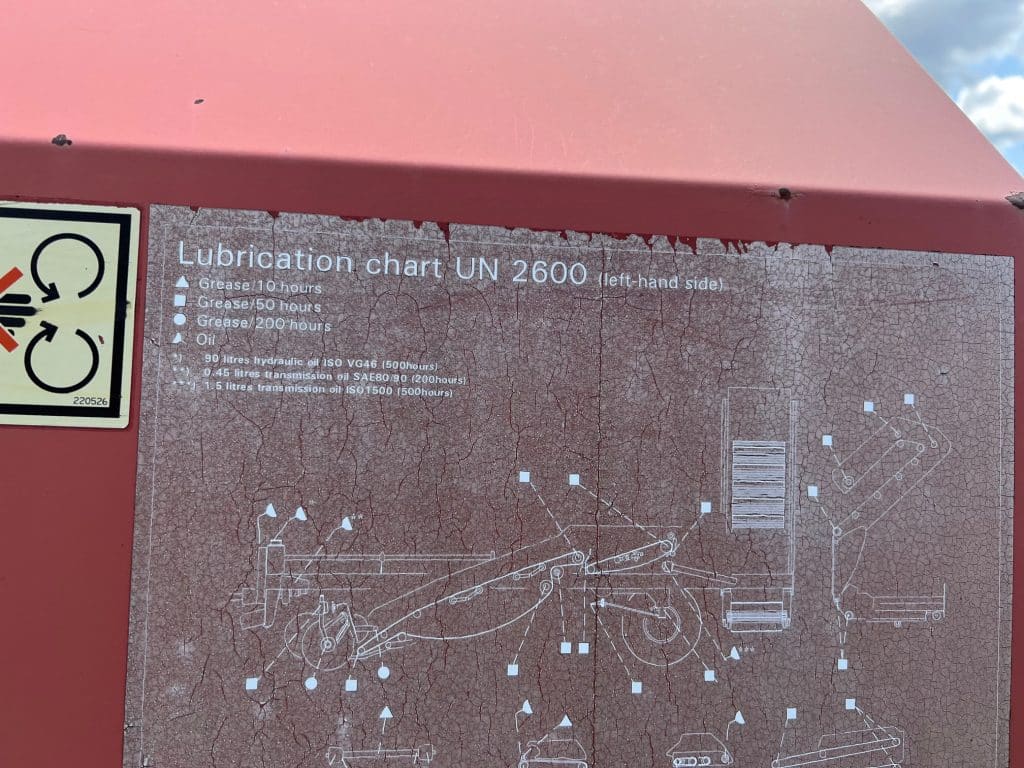 Lubrication chart UN 2600 (left-hand side)
Grease/10 hours
Grease/50 hours
Grease/200 hours
Oil
*) 90 litres hydraulic oil ISO VG46 (500hours)
**) 0.45 litres transmission oil SAE80/90 (200hours)
***) 1.5 litres transmission oil ISO1500 (500hours)
220526
**
***